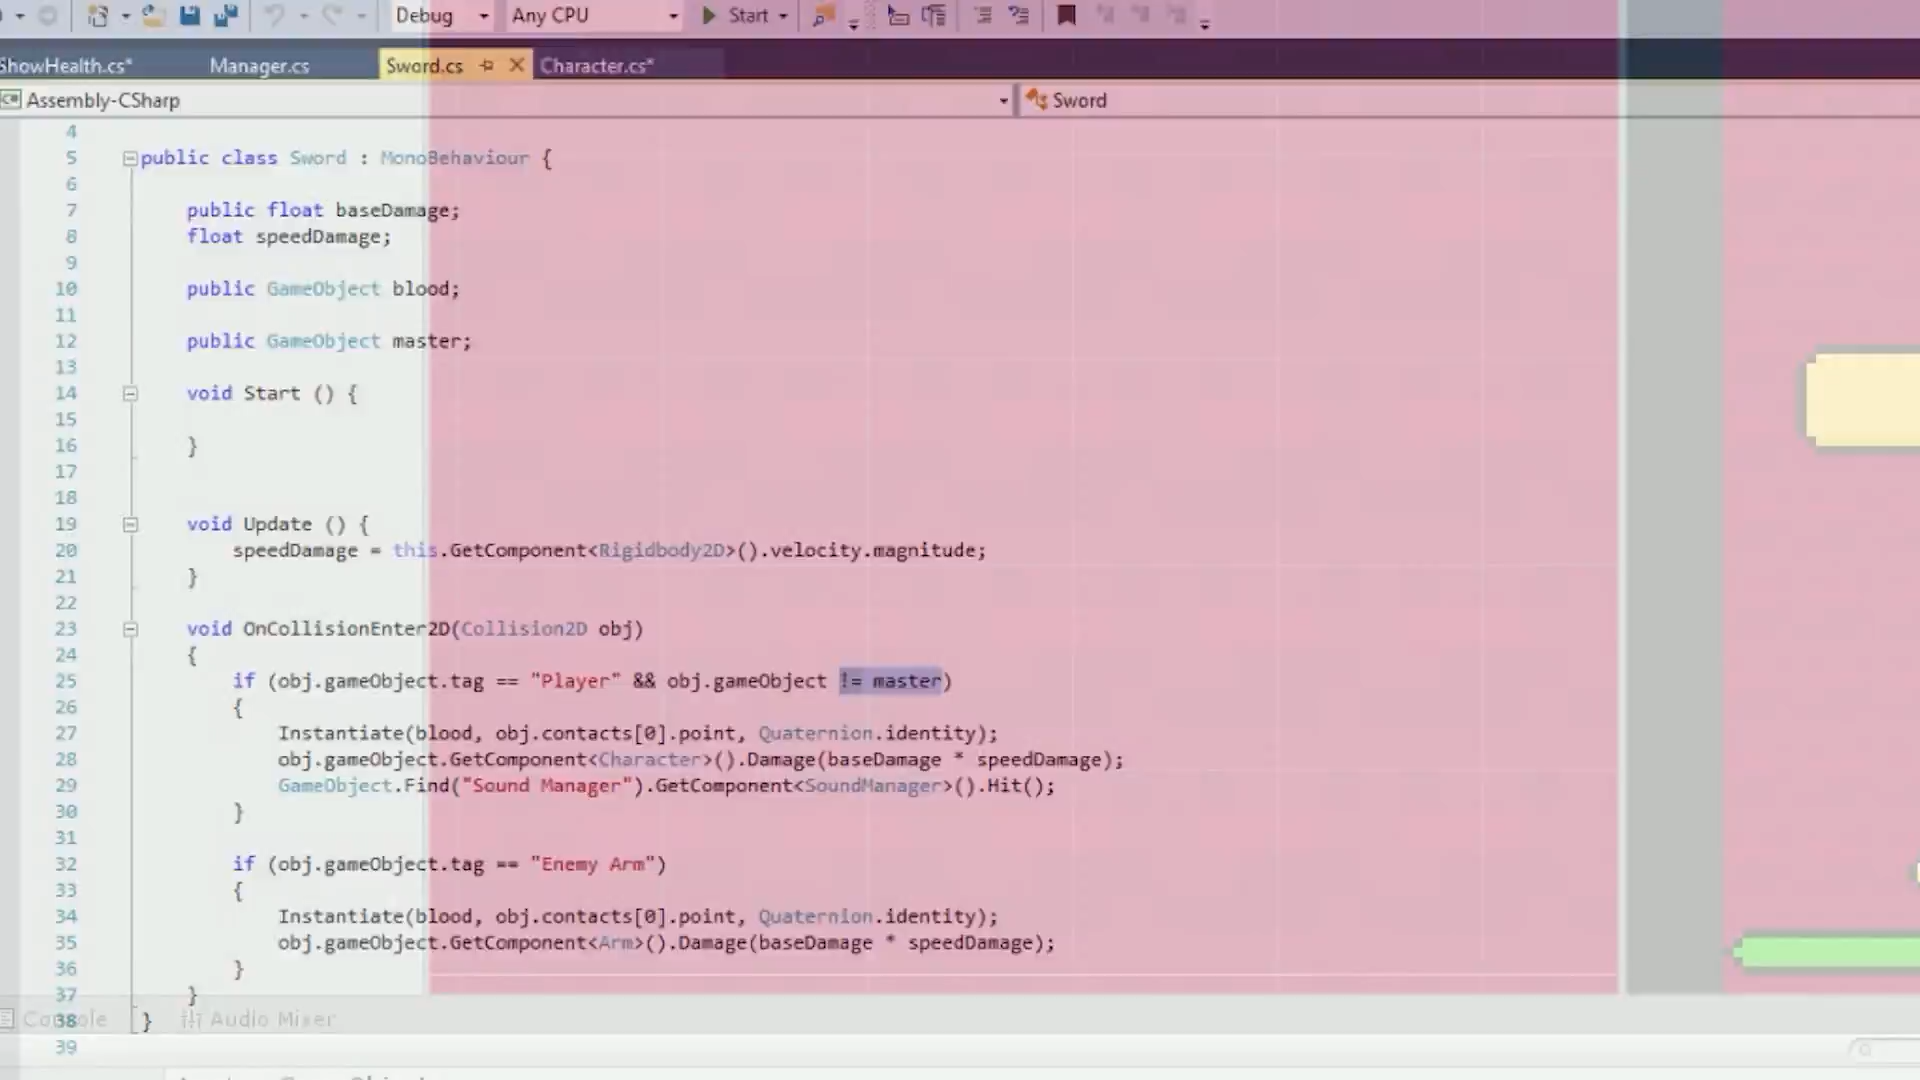 Debug Any CPU Start
ShowHealth.cs* Manager.cs Sword.cs Character.cs*
Assembly-CSharp Sword
4
5 public class Sword : MonoBehaviour {
6
7 public float baseDamage;
8 float speedDamage;
9
10 public GameObject blood;
11
12 public GameObject master;
13
14 void Start () {
15
16 }
17
18
19 void Update () {
20 speedDamage = this.GetComponent<Rigidbody2D>().velocity.magnitude;
21 }
22
23 void OnCollisionEnter2D(Collision2D obj)
24 {
25 if (obj.gameObject.tag == "Player" && obj.gameObject != master)
26 {
27 Instantiate(blood, obj.contacts[0].point, Quaternion.identity);
28 obj.gameObject.GetComponent<Character>().Damage(baseDamage * speedDamage);
29 GameObject.Find("Sound Manager").GetComponent<SoundManager>().Hit();
30 }
31
32 if (obj.gameObject.tag == "Enemy Arm")
33 {
34 Instantiate(blood, obj.contacts[0].point, Quaternion.identity);
35 obj.gameObject.GetComponent<Arm>().Damage(baseDamage * speedDamage);
36 }
37 }
38 }
Console Audio Mixer
39